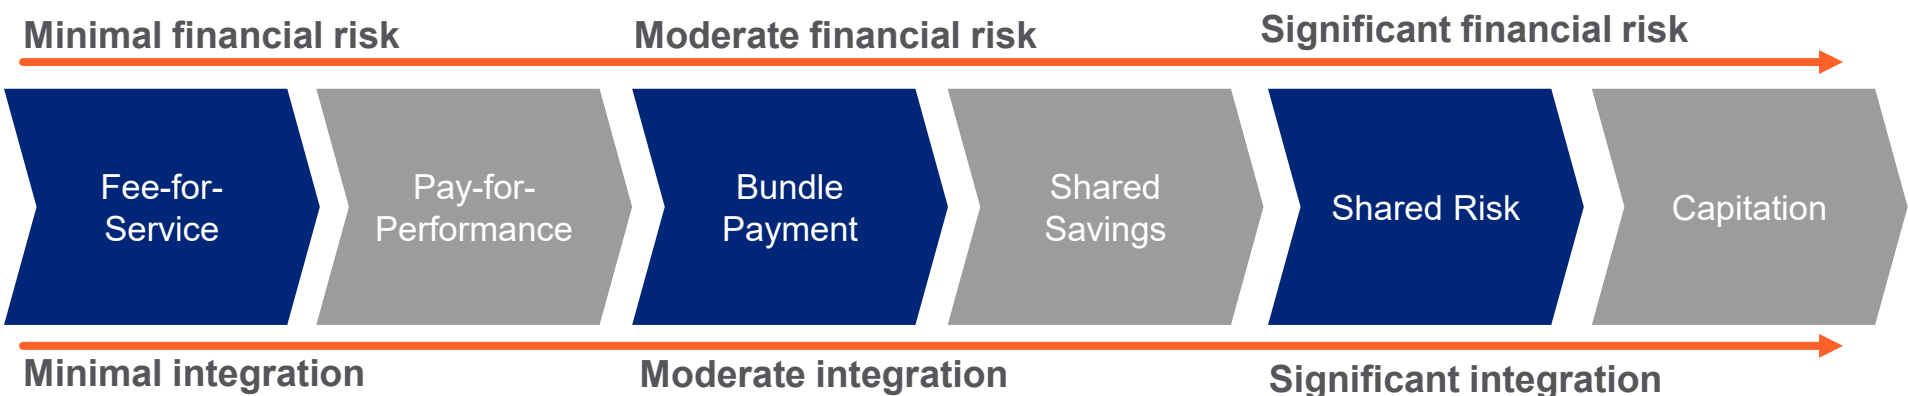 Minimal financial risk
Moderate financial risk
Significant financial risk
Fee-for-
Service
Pay-for-
Performance
Bundle
Payment
Shared
Savings
Shared Risk
Capitation
Minimal integration
Moderate integration
Significant integration